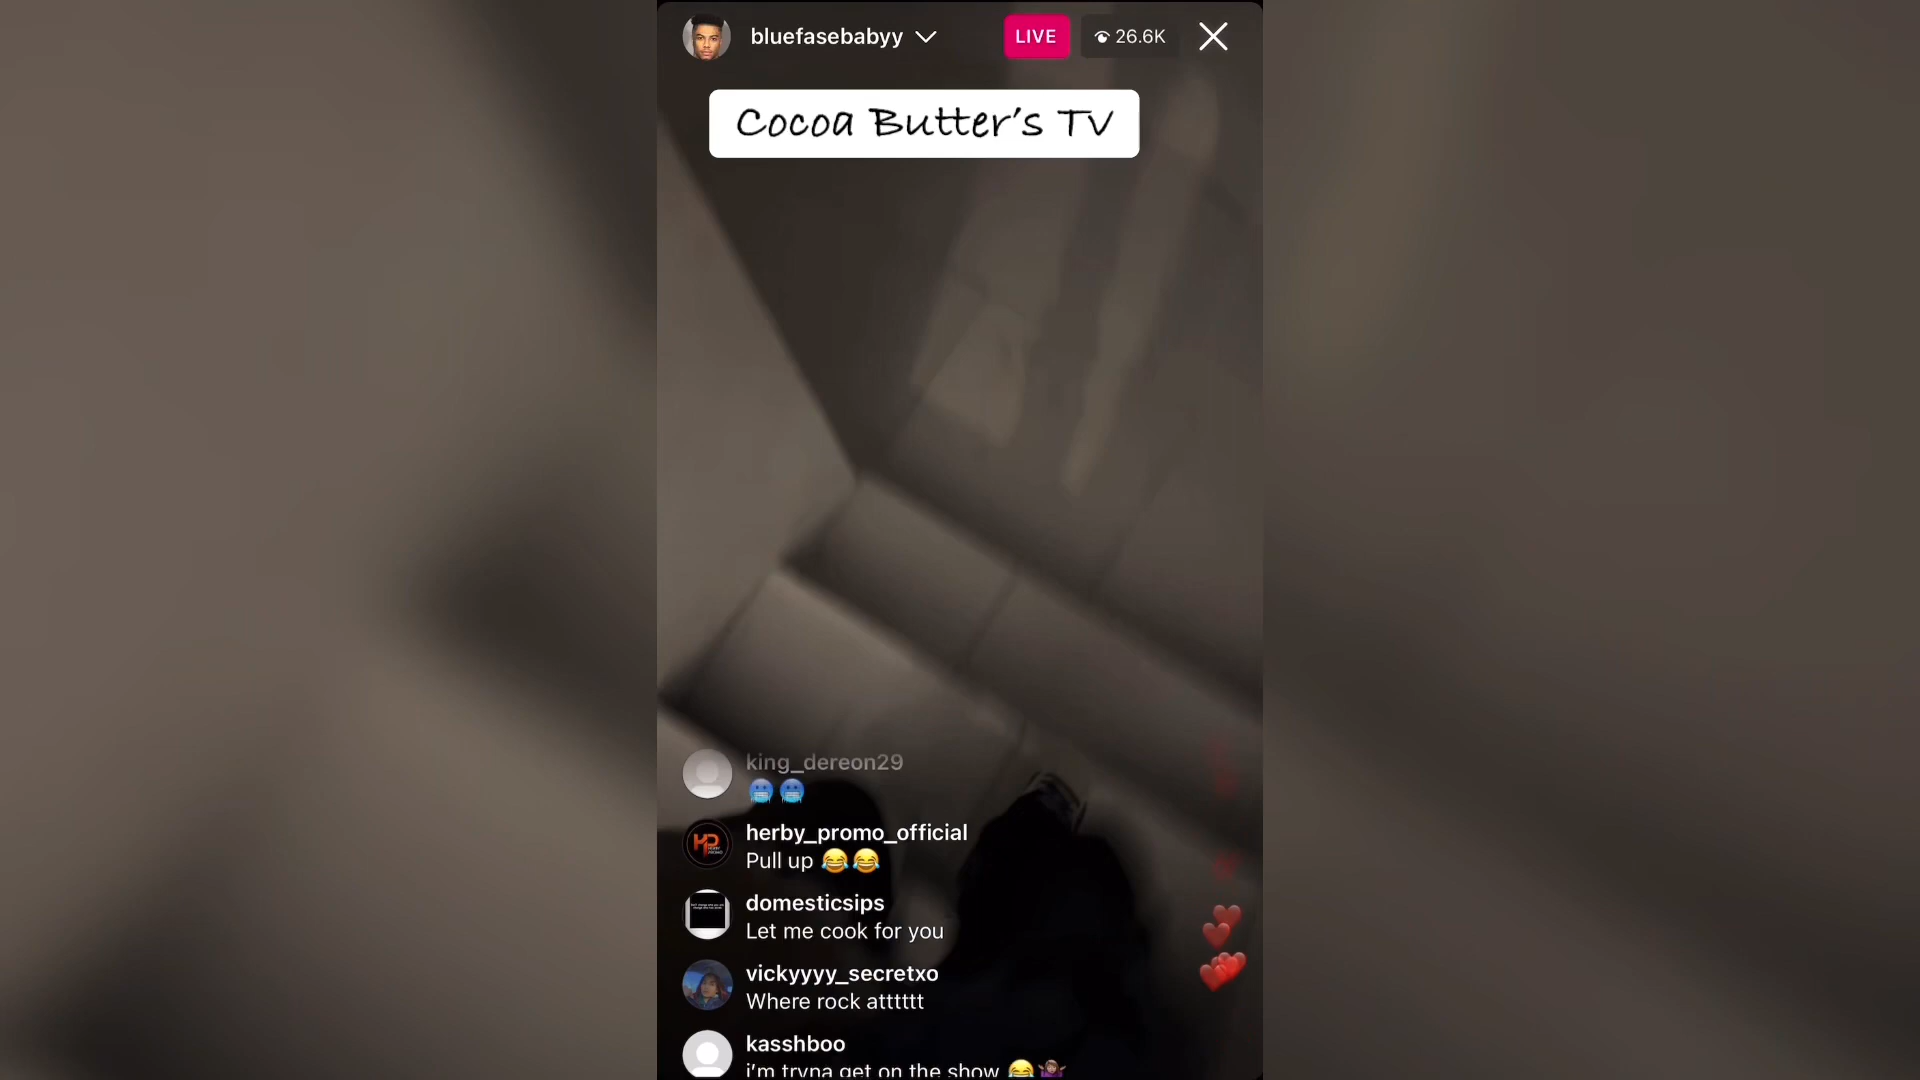 bluefasebabyy
LIVE
26.6K
Cocoa Butter's TV
king_dereon29
🥶🥶
herby_promo_official
Pull up 😂😂
domesticsips
Let me cook for you
vickyyyy_secretxo
Where rock atttttt
kasshboo
i'm tryna get on the show 😂🤷🏽‍♀️